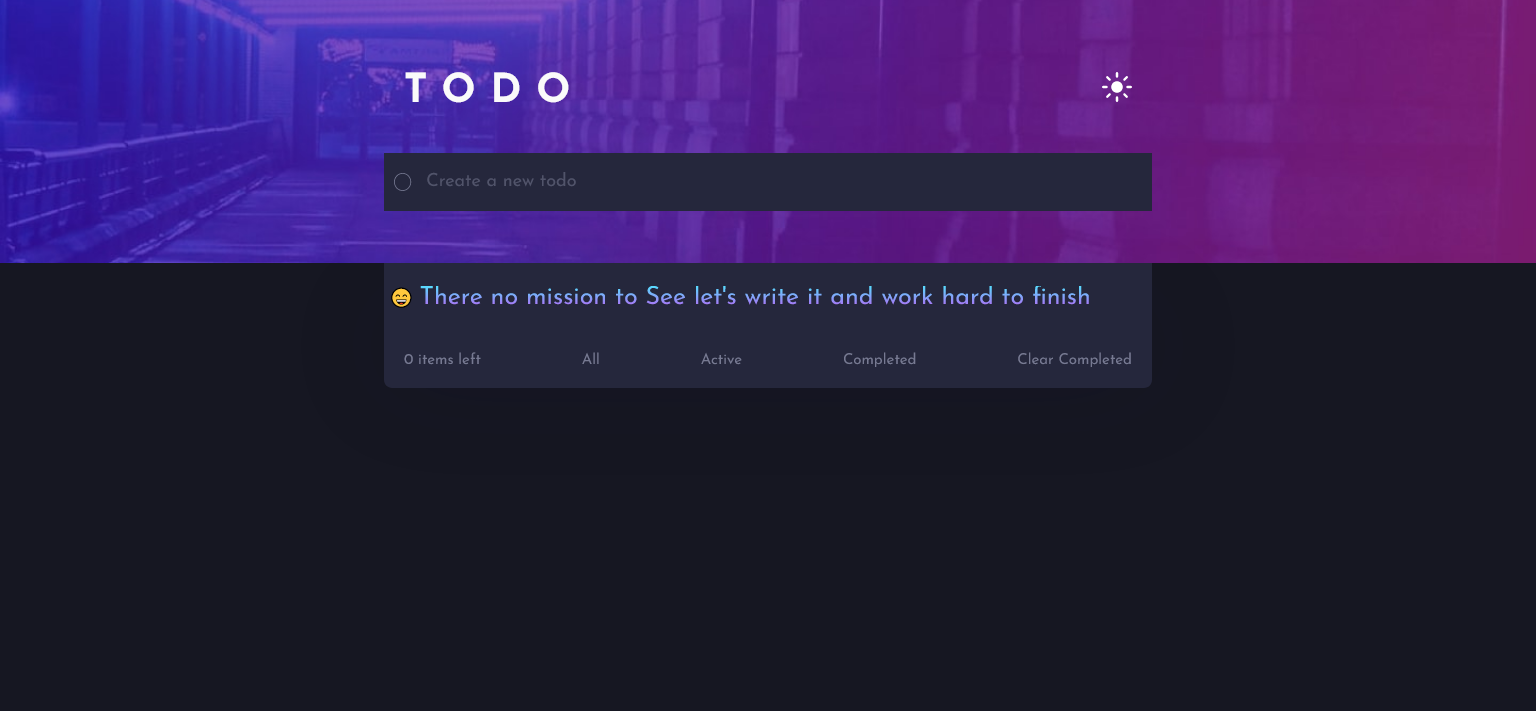 TODO
Create a new todo
😄 There no mission to See let's write it and work hard to finish
0 items left All Active Completed Clear Completed